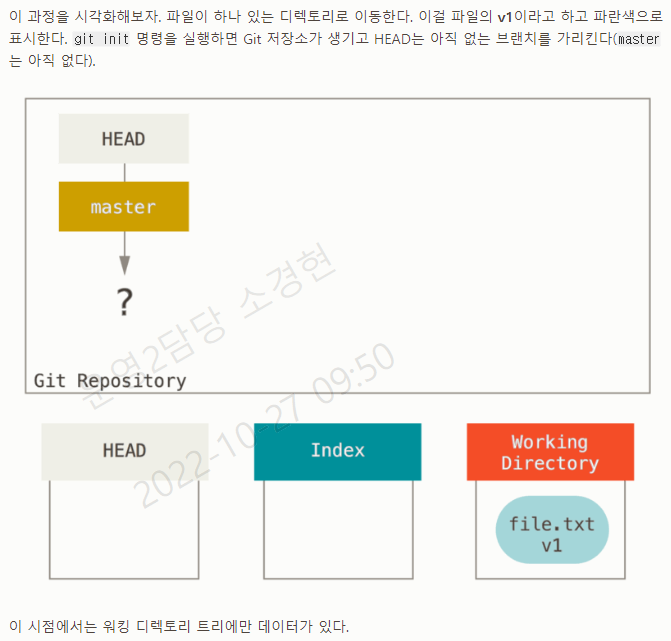 이 과정을 시각화해보자. 파일이 하나 있는 디렉토리로 이동한다. 이걸 파일의 v1이라고 하고 파란색으로
표시한다. git init 명령을 실행하면 Git 저장소가 생기고 HEAD는 아직 없는 브랜치를 가리킨다(master
는 아직 없다).
HEAD
master
?
Git Repository
운영2담당 소경현
2022-10-27 09:50
HEAD
Index
Working
Directory
file.txt
v1
이 시점에서는 워킹 디렉토리 트리에만 데이터가 있다.